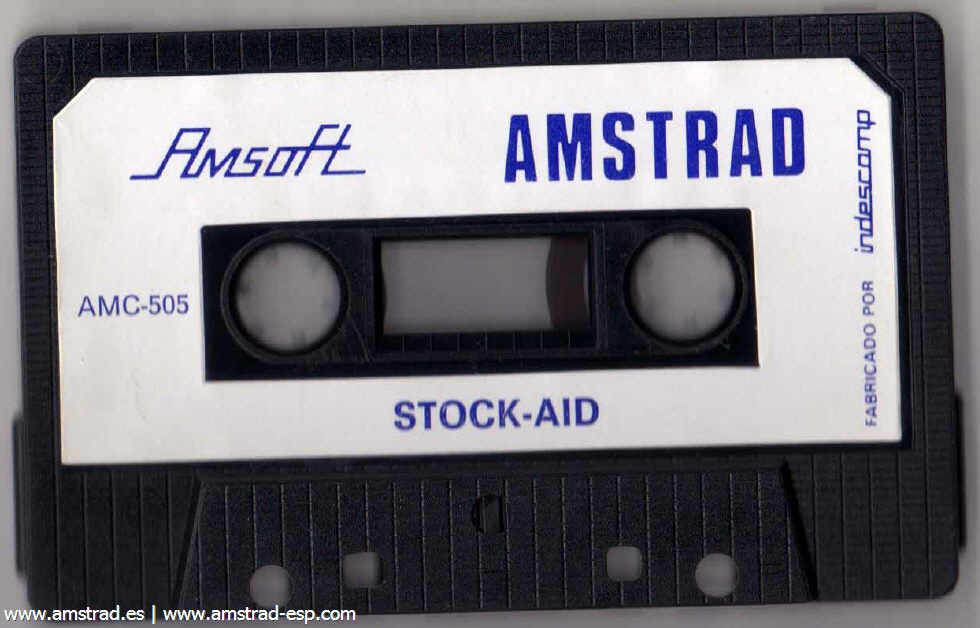 Amsoft
AMSTRAD
indescomp
AMC-505
FABRICADO POR
STOCK-AID
www.amstrad.es | www.amstrad-esp.com